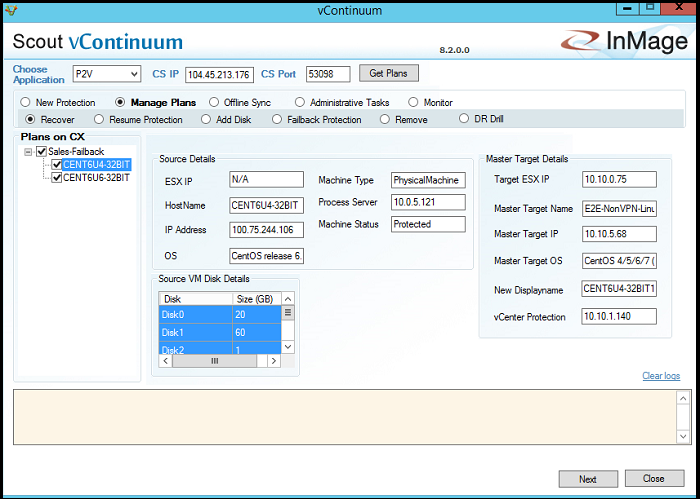 vContinuum
Scout vContinuum
8.2.0.0
InMage
Choose Application P2V CS IP 104.45.213.176 CS Port 53098 Get Plans
New Protection Manage Plans Offline Sync Administrative Tasks Monitor
Recover Resume Protection Add Disk Failback Protection Remove DR Drill
Plans on CX
Sales-Failback
CENT6U4-32BIT
CENT6U6-32BIT
Source Details
ESX IP N/A
HostName CENT6U4-32BIT
IP Address 100.75.244.106
OS CentOS release 6.
Machine Type PhysicalMachine
Process Server 10.0.5.121
Machine Status Protected
Source VM Disk Details
Disk Size (GB)
Disk0 20
Disk1 60
Disk2 1
Master Target Details
Target ESX IP 10.10.0.75
Master Target Name E2E-NonVPN-Linu
Master Target IP 10.10.5.68
Master Target OS CentOS 4/5/6/7 (
New Displayname CENT6U4-32BIT1
vCenter Protection 10.10.1.140
Clear logs
Next Close